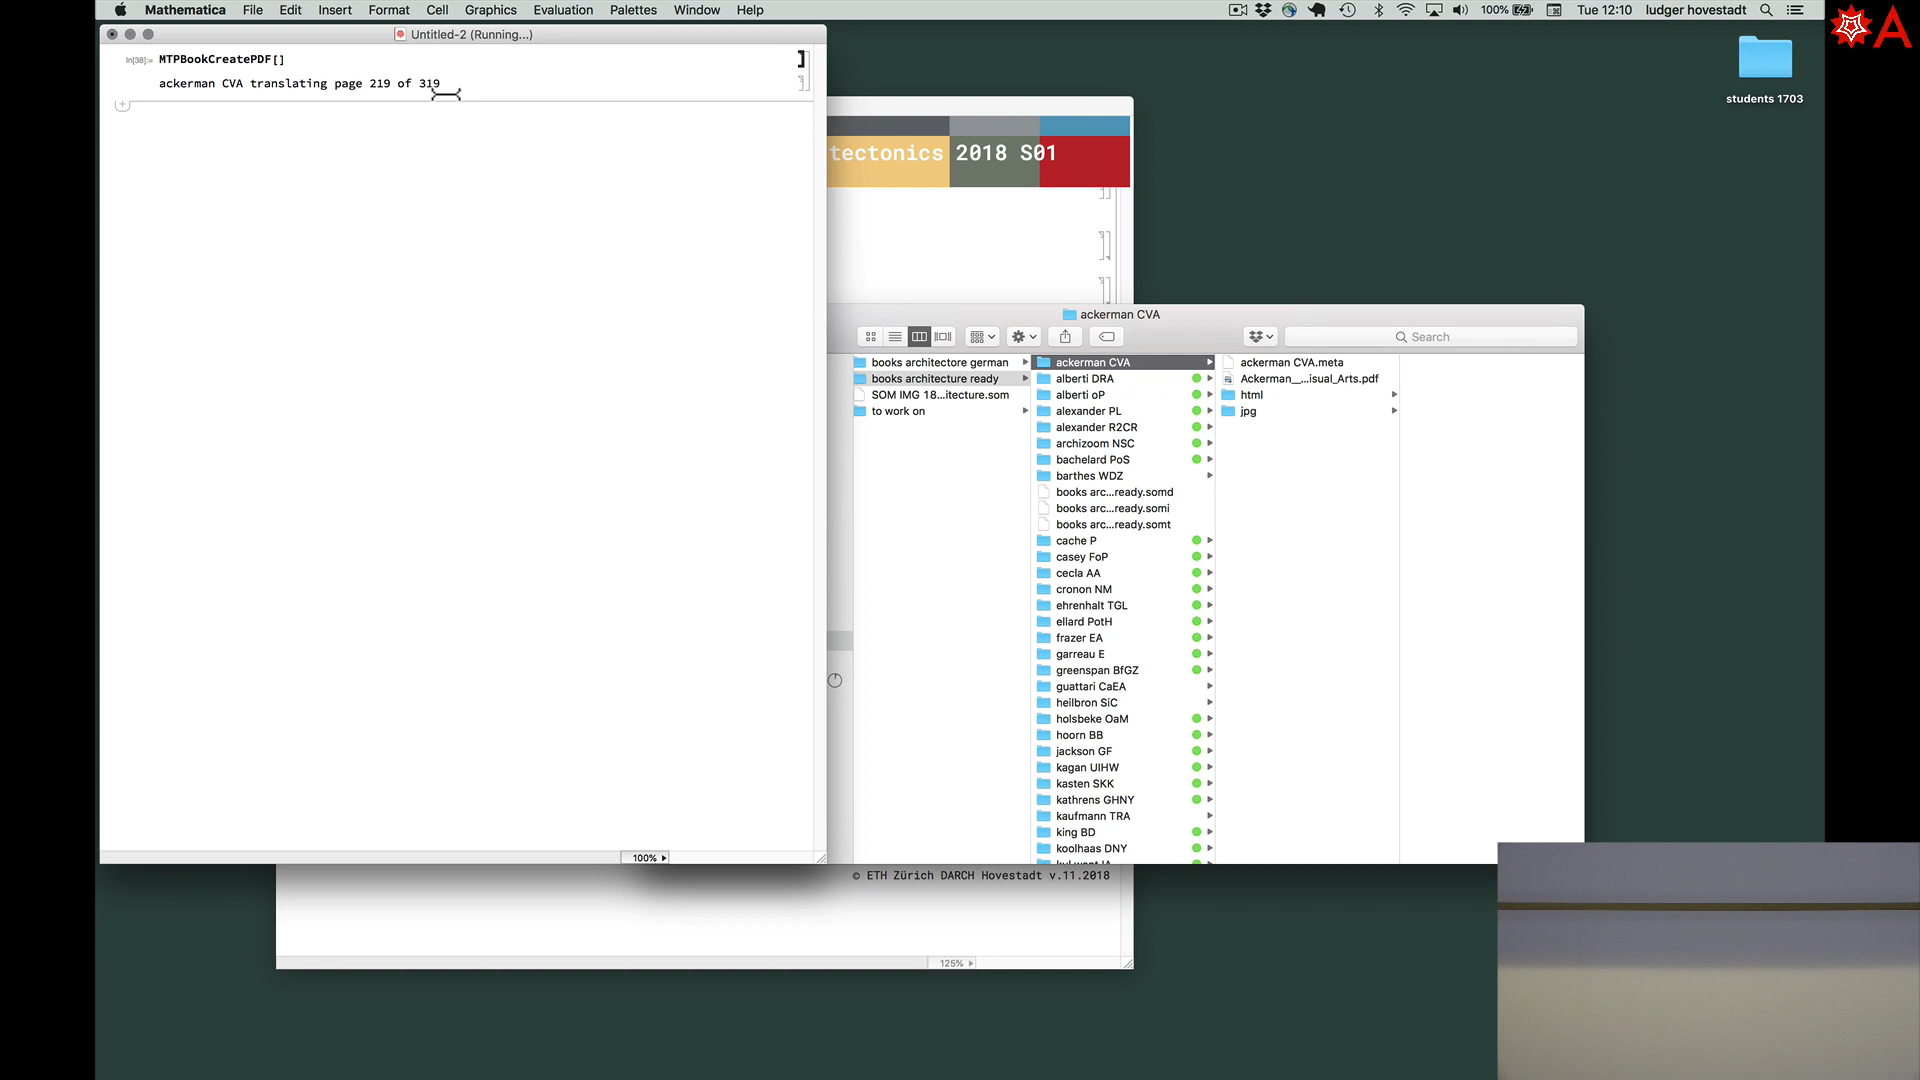 Mathematica File Edit Insert Format Cell Graphics Evaluation Palettes Window Help 100% Tue 12:10 ludger hovestadt
A
students 1703
Untitled-2 (Running...)
In[38]:= MTPBookCreatePDF[]
ackerman CVA translating page 219 of 319
100%
tectonics 2018 S01
ackerman CVA
Search
books architectore german
books architecture ready
SOM IMG 18...itecture.som
to work on
ackerman CVA
alberti DRA
alberti oP
alexander PL
alexander R2CR
archizoom NSC
bachelard PoS
barthes WDZ
books arc...ready.somd
books arc...ready.somi
books arc...ready.somt
cache P
casey FoP
cecla AA
cronon NM
ehrenhalt TGL
ellard PotH
frazer EA
garreau E
greenspan BfGZ
guattari CaEA
heilbron SiC
holsbeke OaM
hoorn BB
jackson GF
kagan UIHW
kasten SKK
kathrens GHNY
kaufmann TRA
king BD
koolhaas DNY
ackerman CVA.meta
Ackerman__...isual_Arts.pdf
html
jpg
© ETH Zürich DARCH Hovestadt v.11.2018
125%